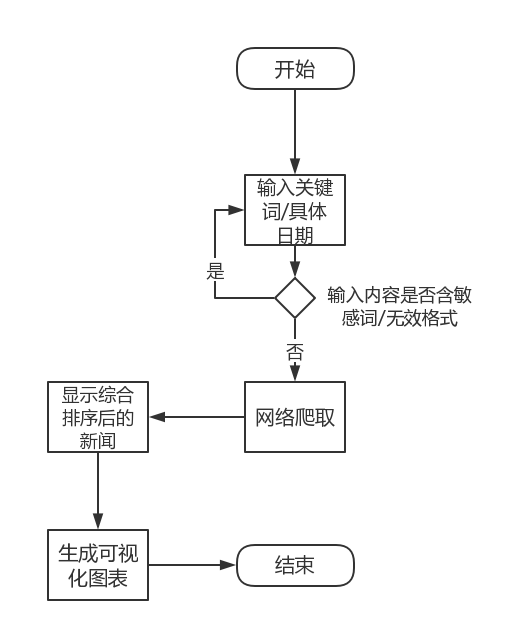 开始
输入关键
词/具体
日期
是
输入内容是否含敏
感词/无效格式
否
显示综合
排序后的
新闻
网络爬取
生成可视
化图表
结束